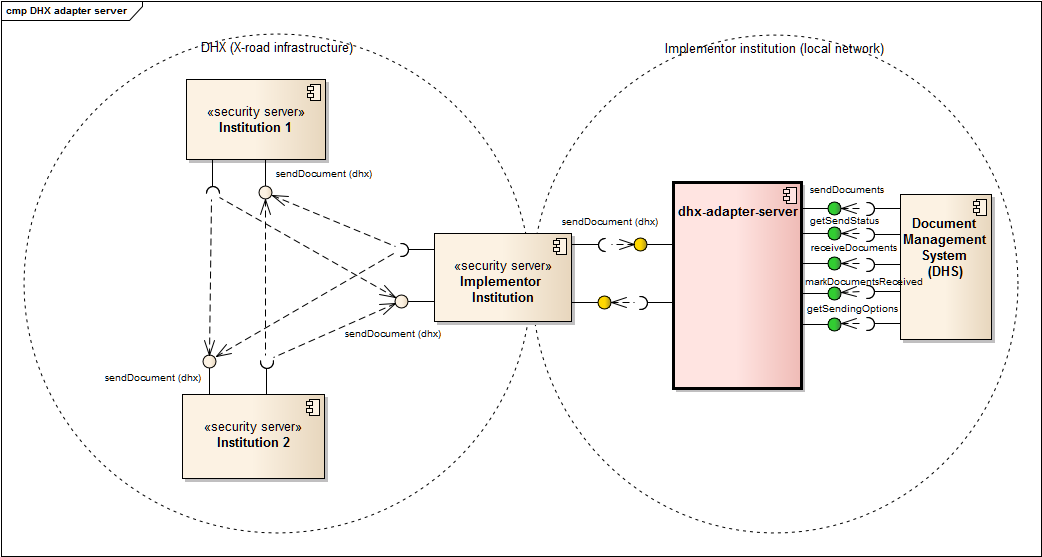 cmp DHX adapter server
DHX (X-road infrastructure)
Implementor institution (local network)
«security server»
Institution 1
sendDocument (dhx)
sendDocument (dhx)
«security server»
Implementor
Institution
sendDocument (dhx)
sendDocument (dhx)
«security server»
Institution 2
dhx-adapter-server
sendDocuments
getSendStatus
receiveDocuments
markDocumentsReceived
getSendingOptions
Document
Management
System
(DHS)